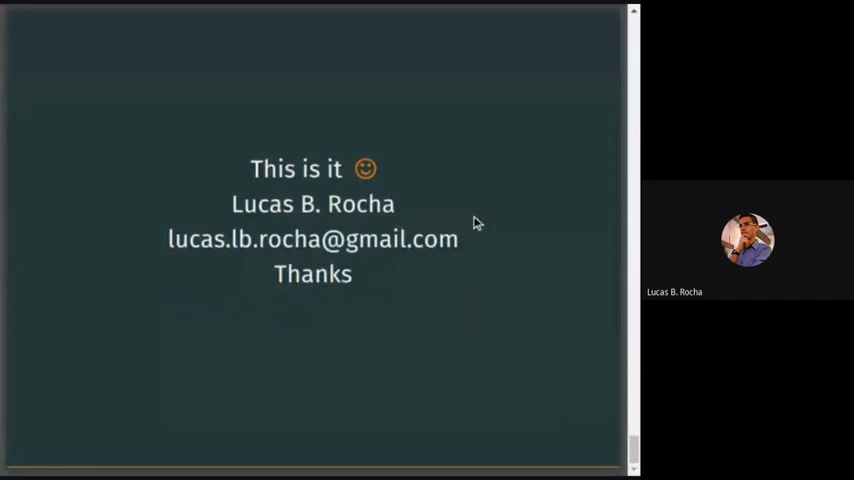 This is it ☺
Lucas B. Rocha
lucas.lb.rocha@gmail.com
Thanks
Lucas B. Rocha